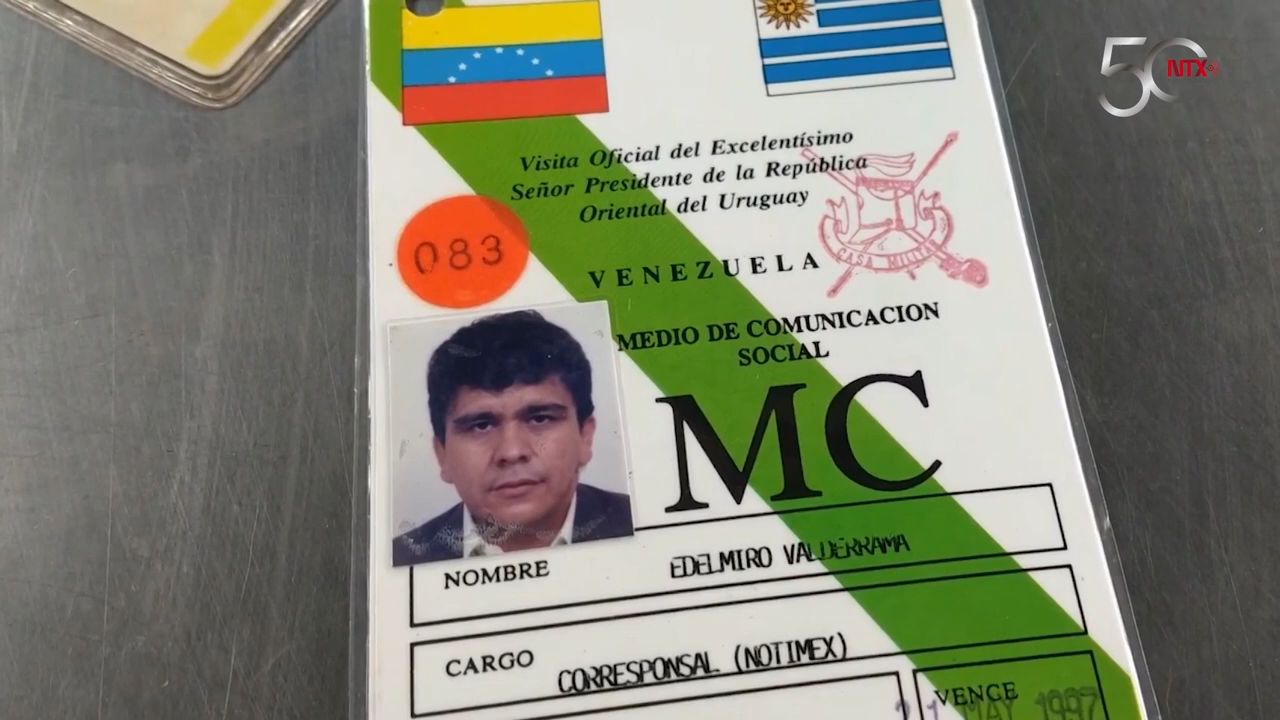 50 NTX
Visita Oficial del Excelentísimo
Señor Presidente de la República
Oriental del Uruguay
083
VENEZUELA
CASA MILITAR
MEDIO DE COMUNICACION
SOCIAL
MC
NOMBRE EDELMIRO VALDERRAMA
CARGO CORRESPONSAL (NOTIMEX)
VENCE
21 MAY 1997